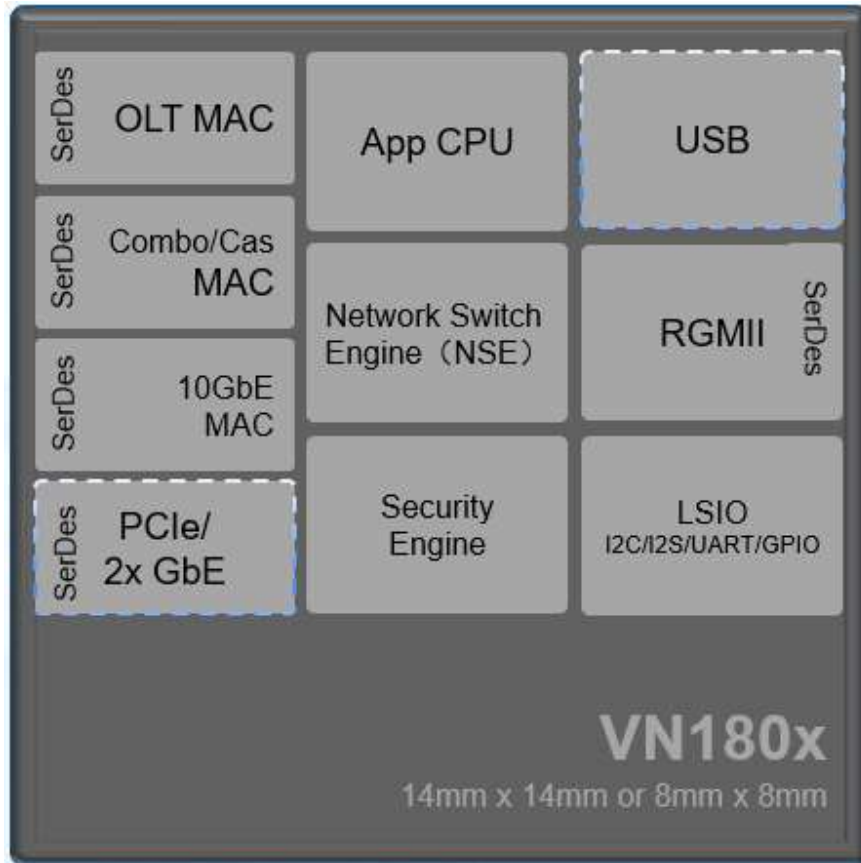 SerDes
OLT MAC
SerDes
Combo/Cas
MAC
SerDes
10GbE
MAC
SerDes
PCIe/
2x GbE
App CPU
Network Switch
Engine（NSE）
Security
Engine
USB
RGMII
SerDes
LSIO
I2C/I2S/UART/GPIO
VN180x
14mm x 14mm or 8mm x 8mm